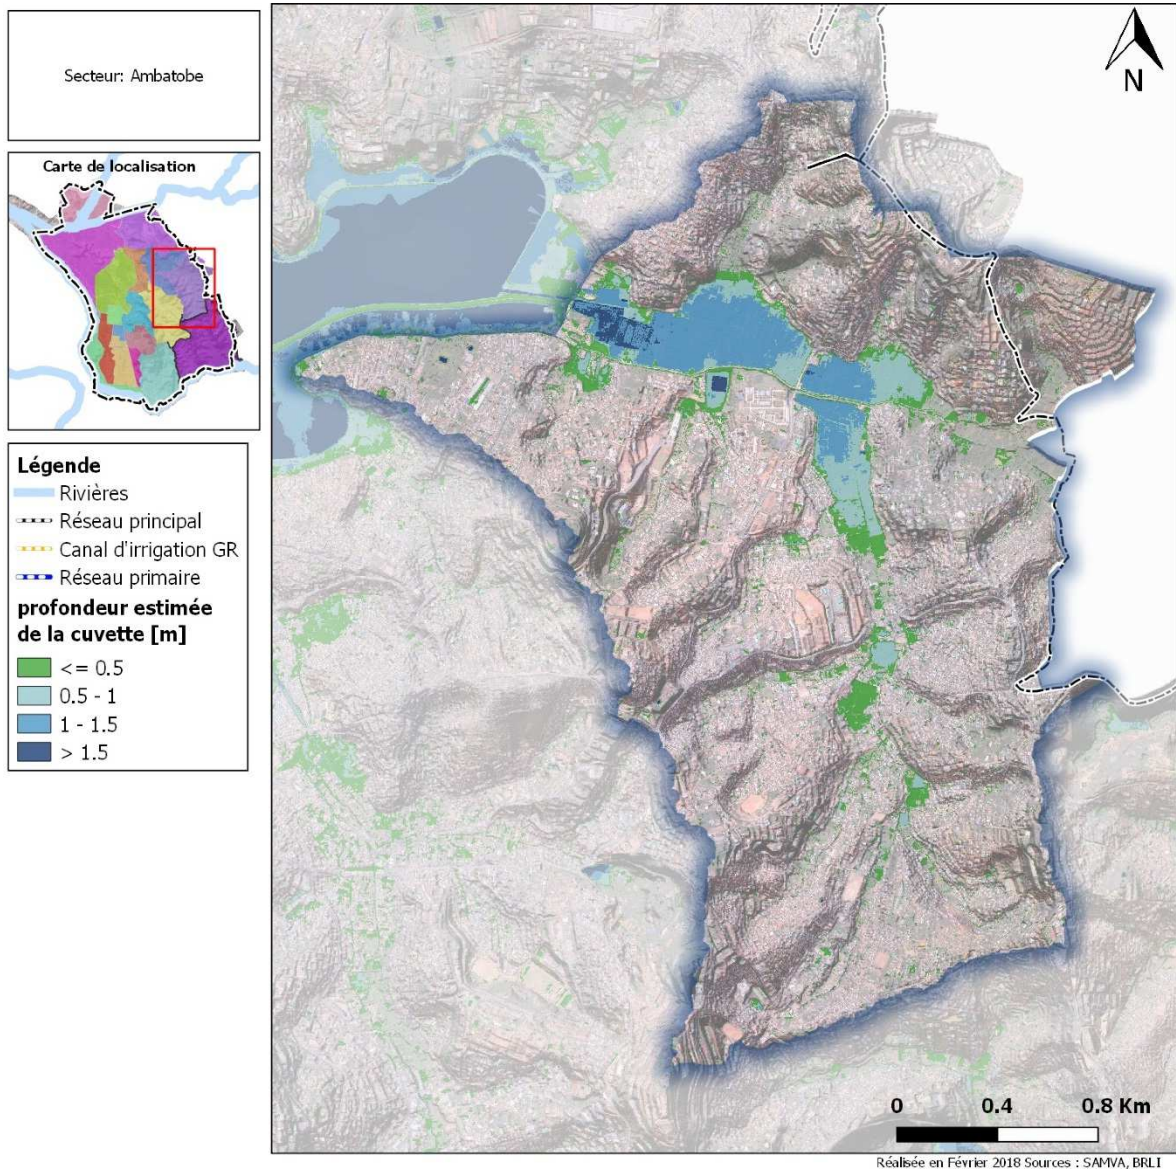 Secteur: Ambatobe
Carte de localisation
Légende
Rivières
Réseau principal
Canal d'irrigation GR
Réseau primaire
profondeur estimée
de la cuvette [m]
<= 0.5
0.5 - 1
1 - 1.5
> 1.5
N
0 0.4 0.8 Km
Réalisée en Février 2018 Sources : SAMVA, BRLI